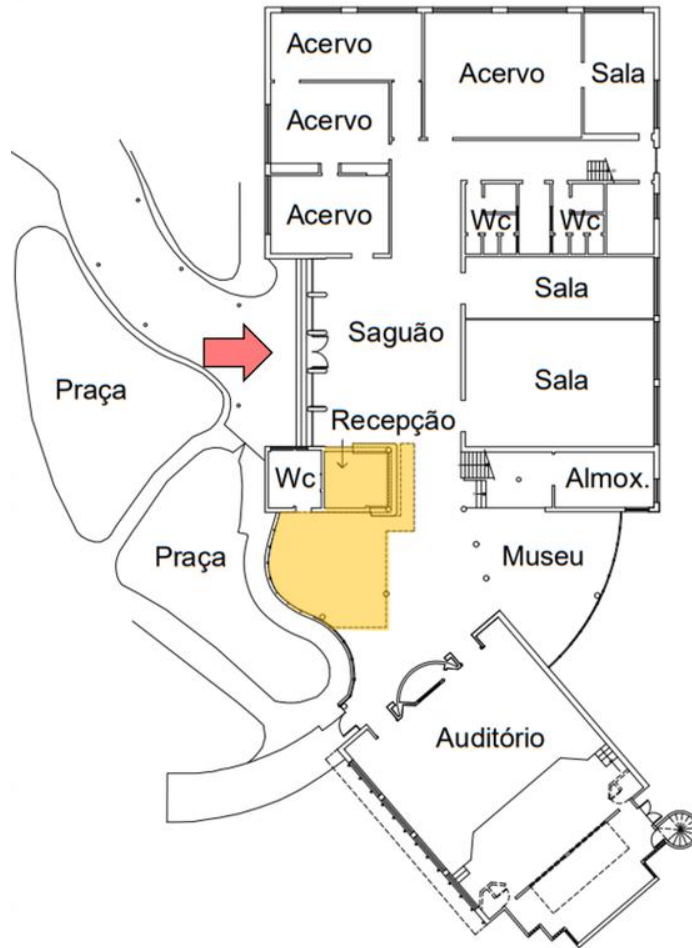 Acervo
Acervo
Sala
Acervo
Acervo
Wc
Wc
Sala
Saguão
Praça
Sala
Recepção
Wc
Almox.
Praça
Museu
Auditório